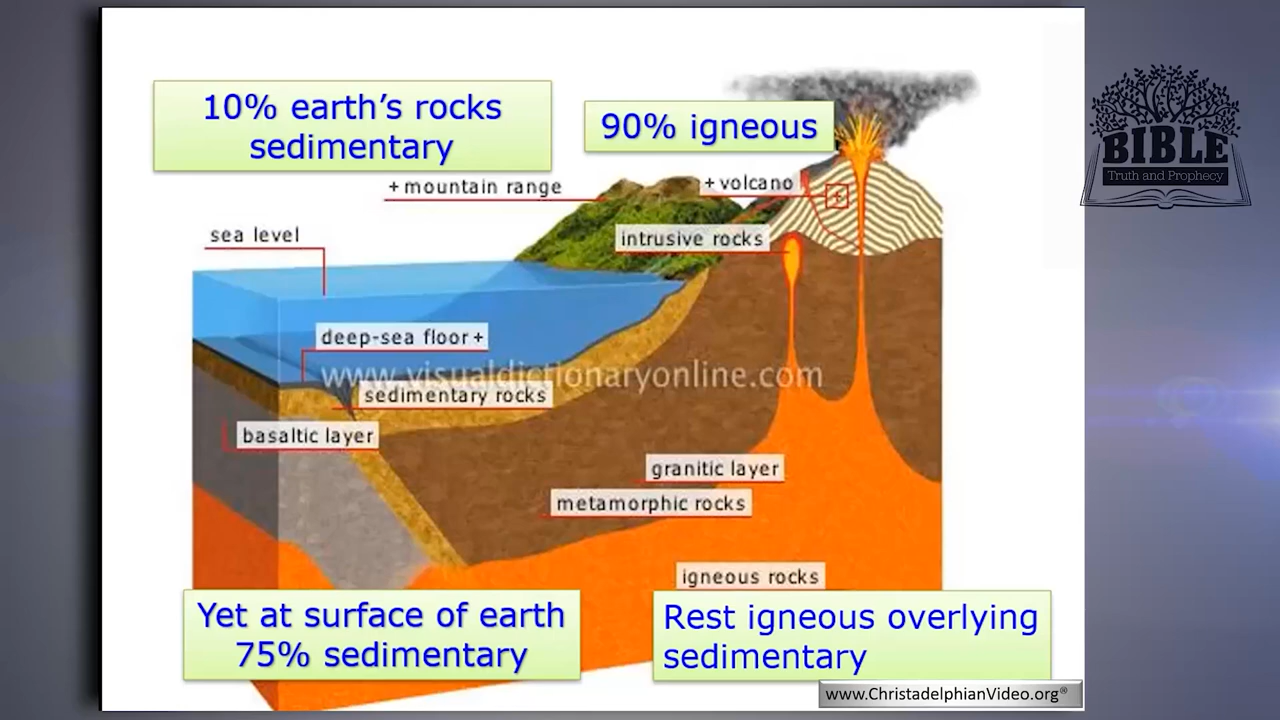 10% earth's rocks
sedimentary
90% igneous
+ mountain range
+ volcano
sea level
intrusive rocks
deep-sea floor +
www.visualdictionaryonline.com
sedimentary rocks
basaltic layer
granitic layer
metamorphic rocks
igneous rocks
Yet at surface of earth
75% sedimentary
Rest igneous overlying
sedimentary
BIBLE
Truth and Prophecy
www.ChristadelphianVideo.org®